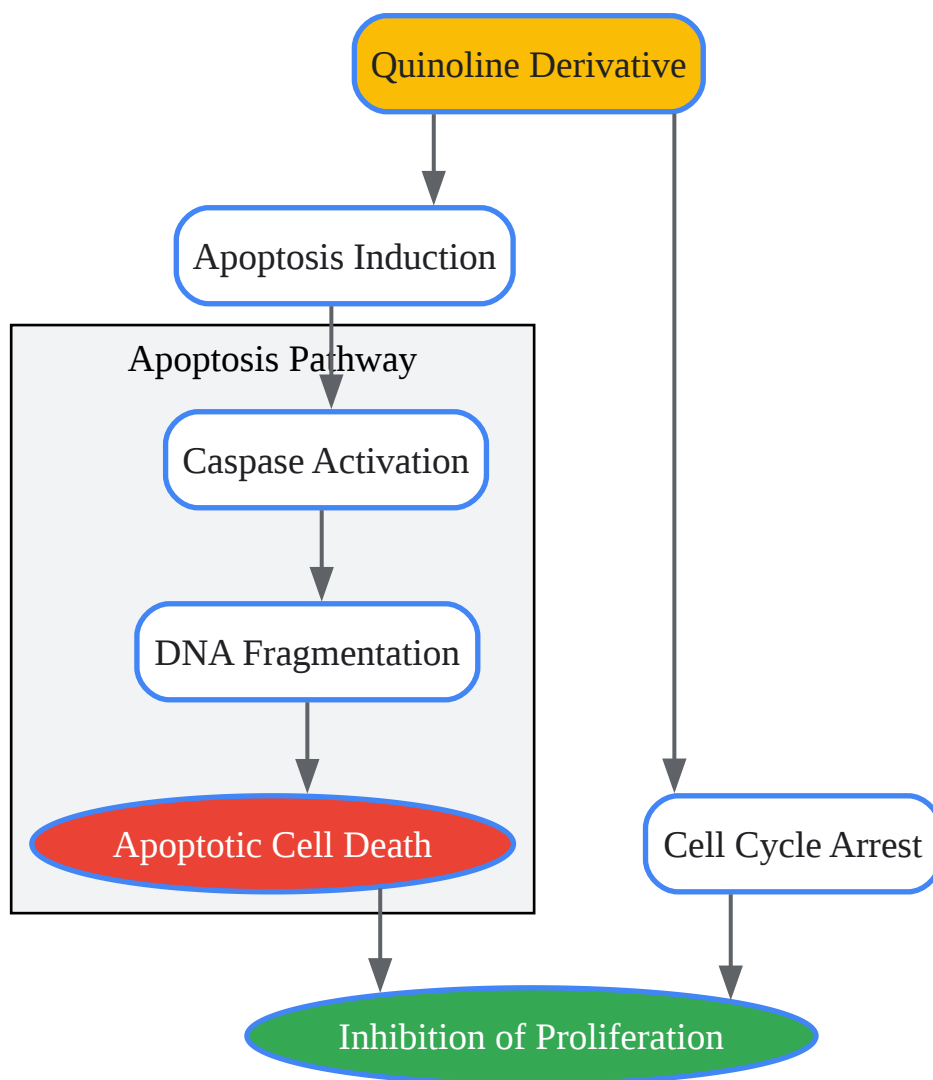 Quinoline Derivative
Apoptosis Induction
Apoptosis Pathway
Caspase Activation
DNA Fragmentation
Apoptotic Cell Death
Cell Cycle Arrest
Inhibition of Proliferation